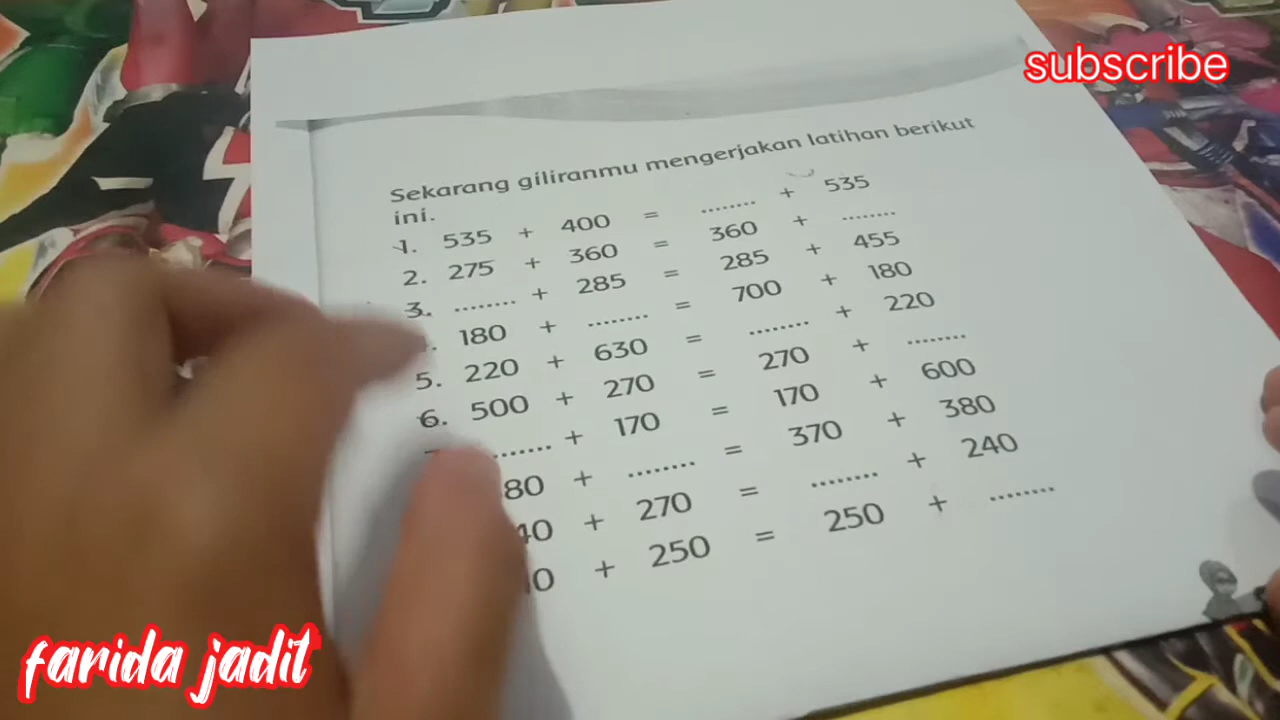 subscribe
Sekarang giliranmu mengerjakan latihan berikut
ini.
1. 535 + 400 = ........ + 535
2. 275 + 360 = 360 + ........
3. ........ + 285 = 285 + 455
180 + ........ = 700 + 180
5. 220 + 630 = ........ + 220
6. 500 + 270 = 270 + ........
........ + 170 = 170 + 600
80 + ........ = 370 + 380
40 + 270 = ........ + 240
0 + 250 = 250 + ........
farida jadit